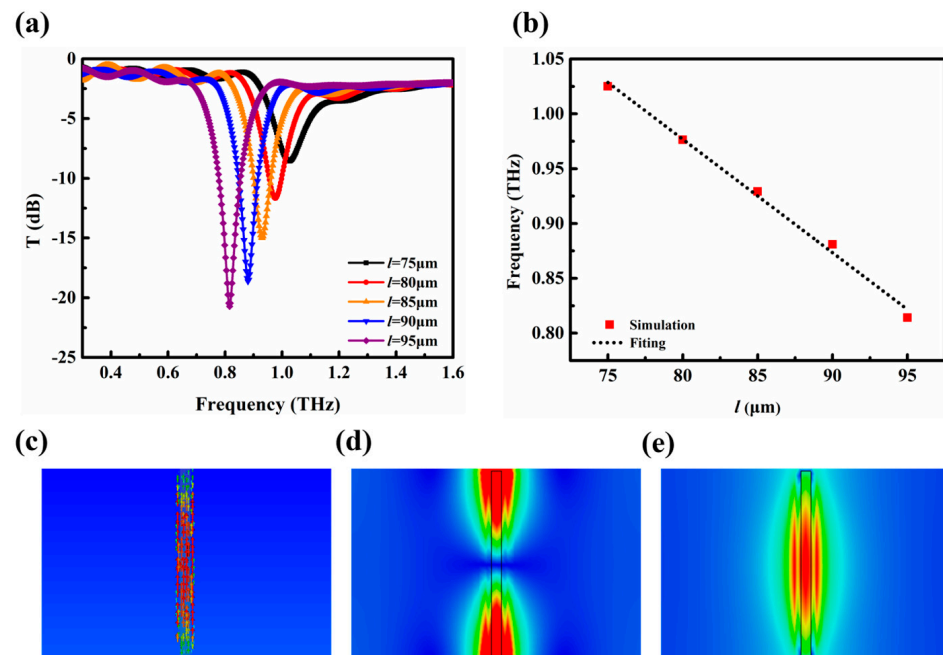 (a)
0
-5
-10
-15
-20
-25
T (dB)
l=75μm
l=80μm
l=85μm
l=90μm
l=95μm
0.4 0.6 0.8 1.0 1.2 1.4 1.6
Frequency (THz)
(b)
1.05
1.00
0.95
0.90
0.85
0.80
Frequency (THz)
Simulation
Fiting
75 80 85 90 95
l (μm)
(c)
(d)
(e)